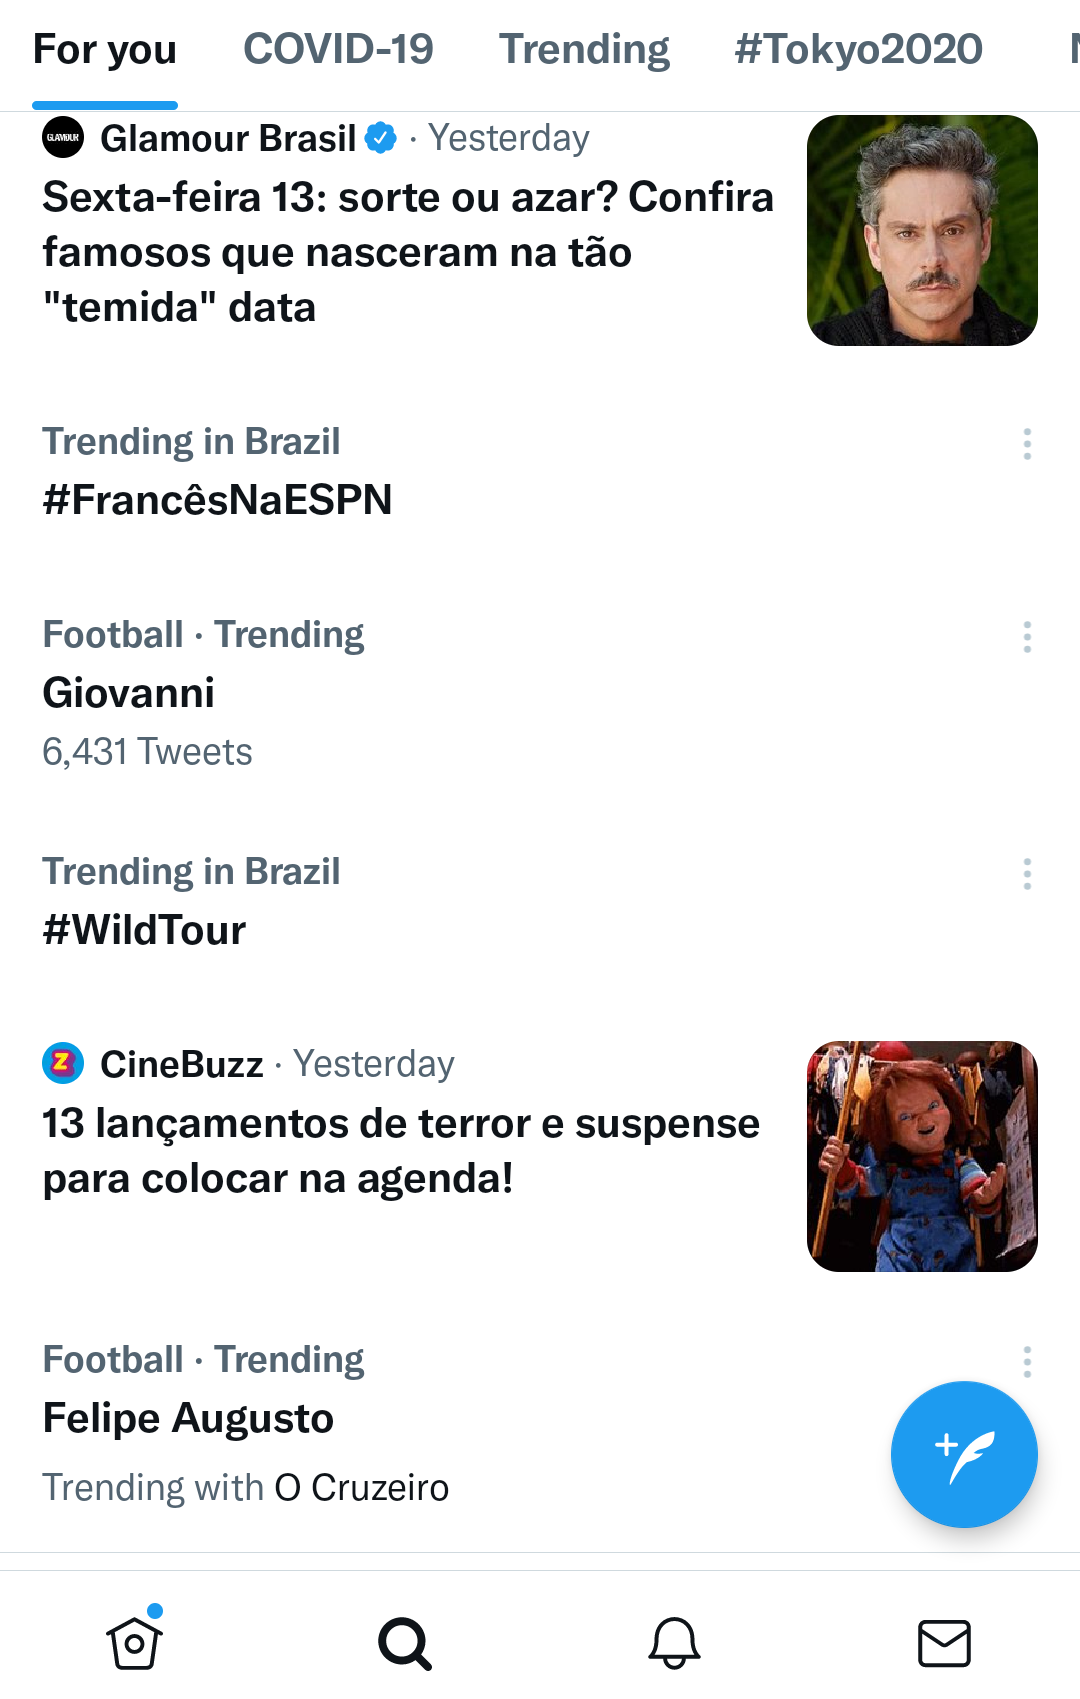 For you COVID-19 Trending #Tokyo2020
GLAMOUR Glamour Brasil · Yesterday
Sexta-feira 13: sorte ou azar? Confira
famosos que nasceram na tão
"temida" data
Trending in Brazil
#FrancêsNaESPN
Football · Trending
Giovanni
6,431 Tweets
Trending in Brazil
#WildTour
Z CineBuzz · Yesterday
13 lançamentos de terror e suspense
para colocar na agenda!
Football · Trending
Felipe Augusto
Trending with O Cruzeiro